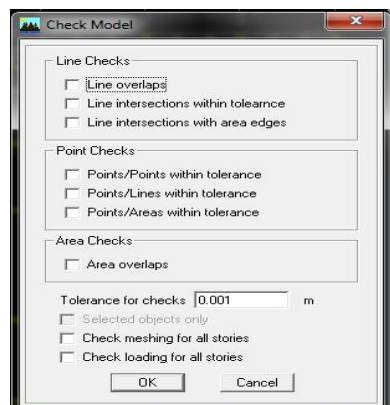 Check Model
Line Checks
Line overlaps
Line intersections within tolearnce
Line intersections with area edges
Point Checks
Points/Points within tolerance
Points/Lines within tolerance
Points/Areas within tolerance
Area Checks
Area overlaps
Tolerance for checks 0.001 m
Selected objects only
Check meshing for all stories
Check loading for all stories
OK Cancel